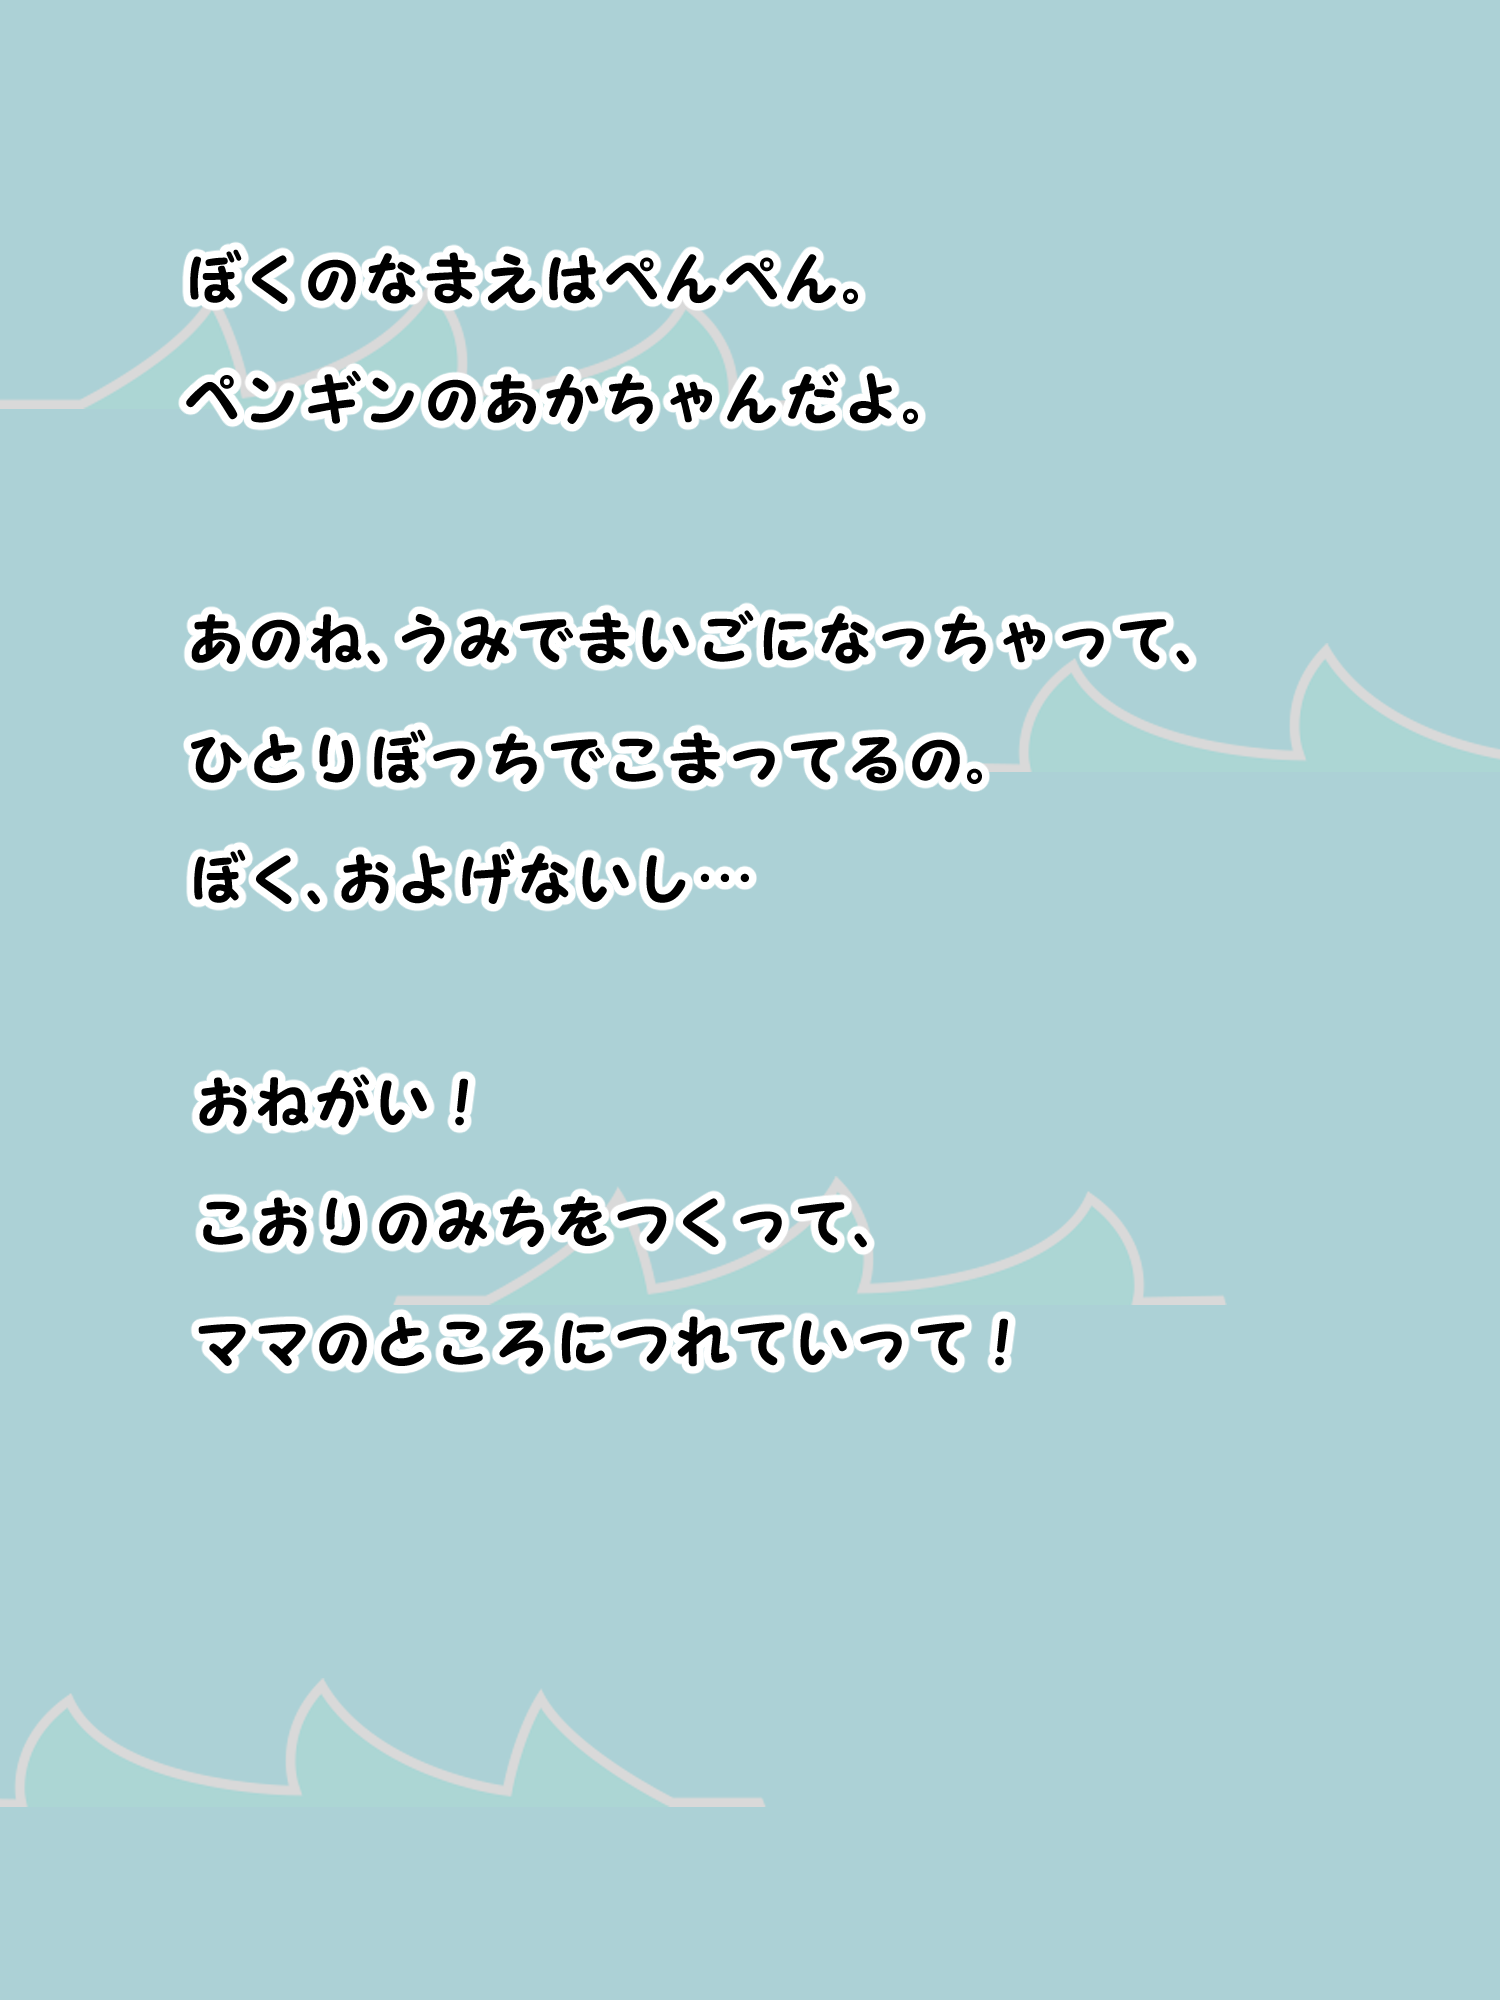 ぼくのなまえはぺんぺん。
ペンギンのあかちゃんだよ。
あのね、うみでまいごになっちゃって、
ひとりぼっちでこまってるの。
ぼく、およげないし…
おねがい！
こおりのみちをつくって、
ママのところにつれていって！